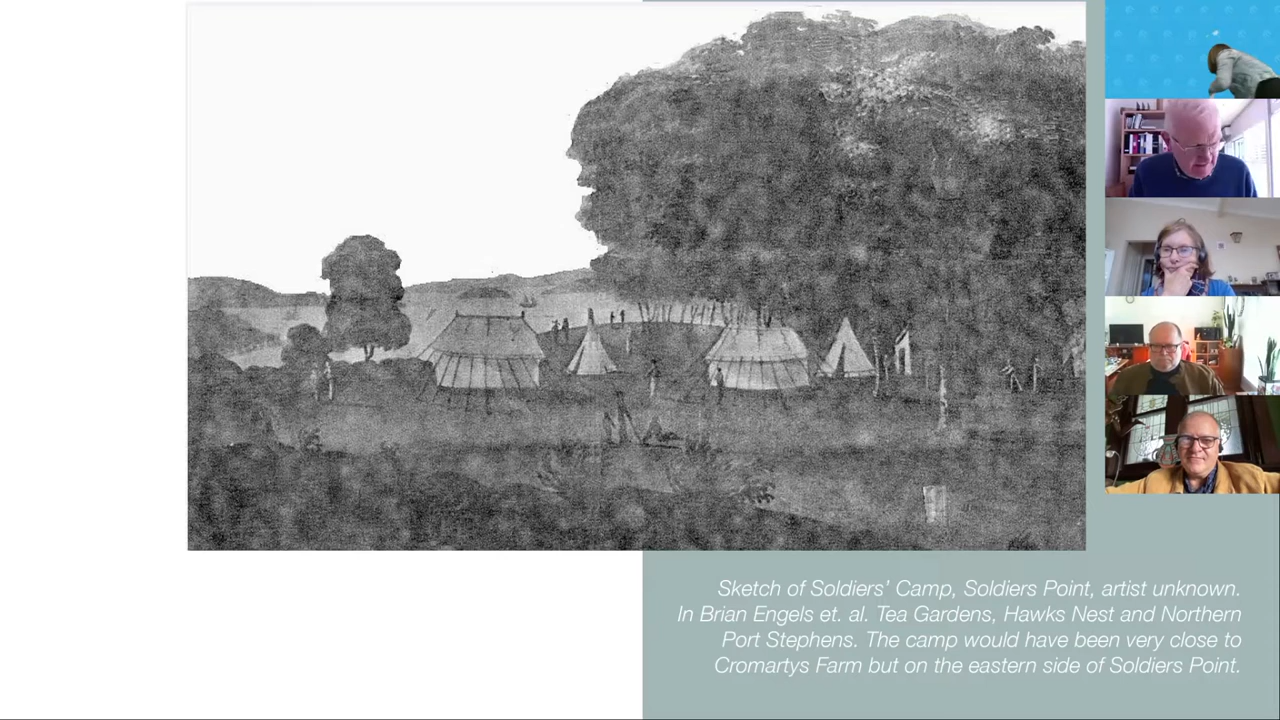 Sketch of Soldiers’ Camp, Soldiers Point, artist unknown.
In Brian Engels et. al. Tea Gardens, Hawks Nest and Northern
Port Stephens. The camp would have been very close to
Cromartys Farm but on the eastern side of Soldiers Point.